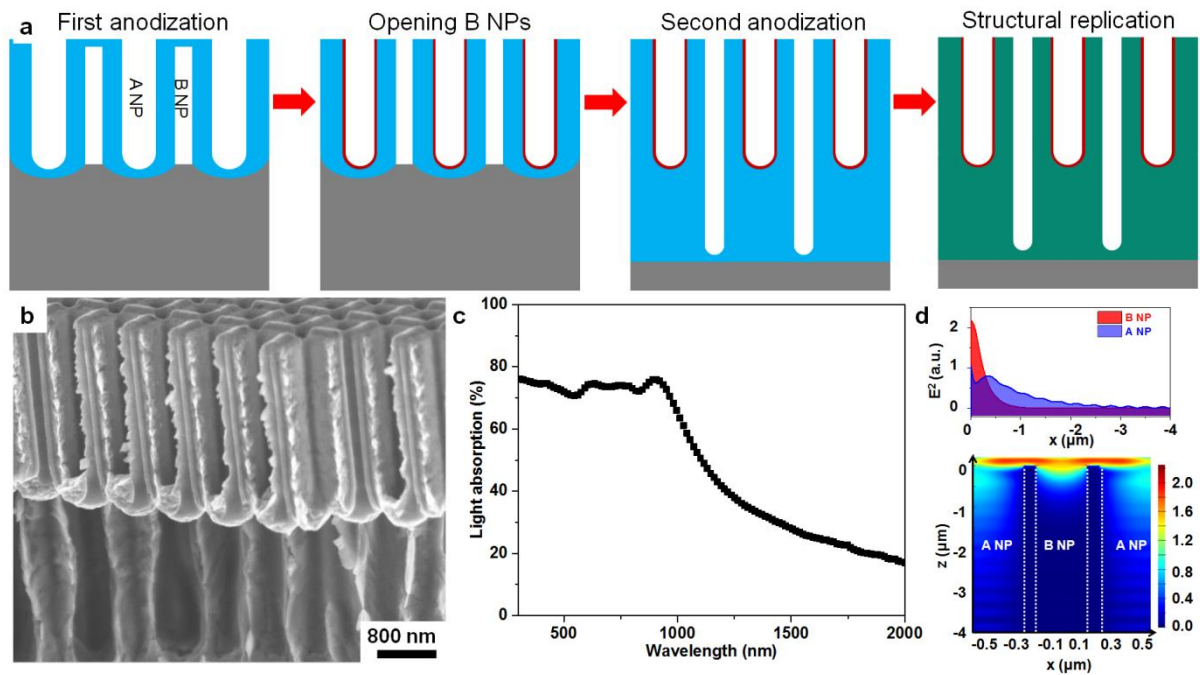 a
First anodization
Opening B NPs
Second anodization
Structural replication
A NP
B NP
b
800 nm
c
100
80
60
40
20
0
Light absorption (%)
500
1000
1500
2000
Wavelength (nm)
d
B NP
A NP
2
1
0
E² (a.u.)
0
-1
-2
-3
-4
x (μm)
0
-1
-2
-3
-4
z (μm)
A NP
B NP
A NP
2.0
1.6
1.2
0.8
0.4
0.0
-0.5
-0.3
-0.1
0.1
0.3
0.5
x (μm)